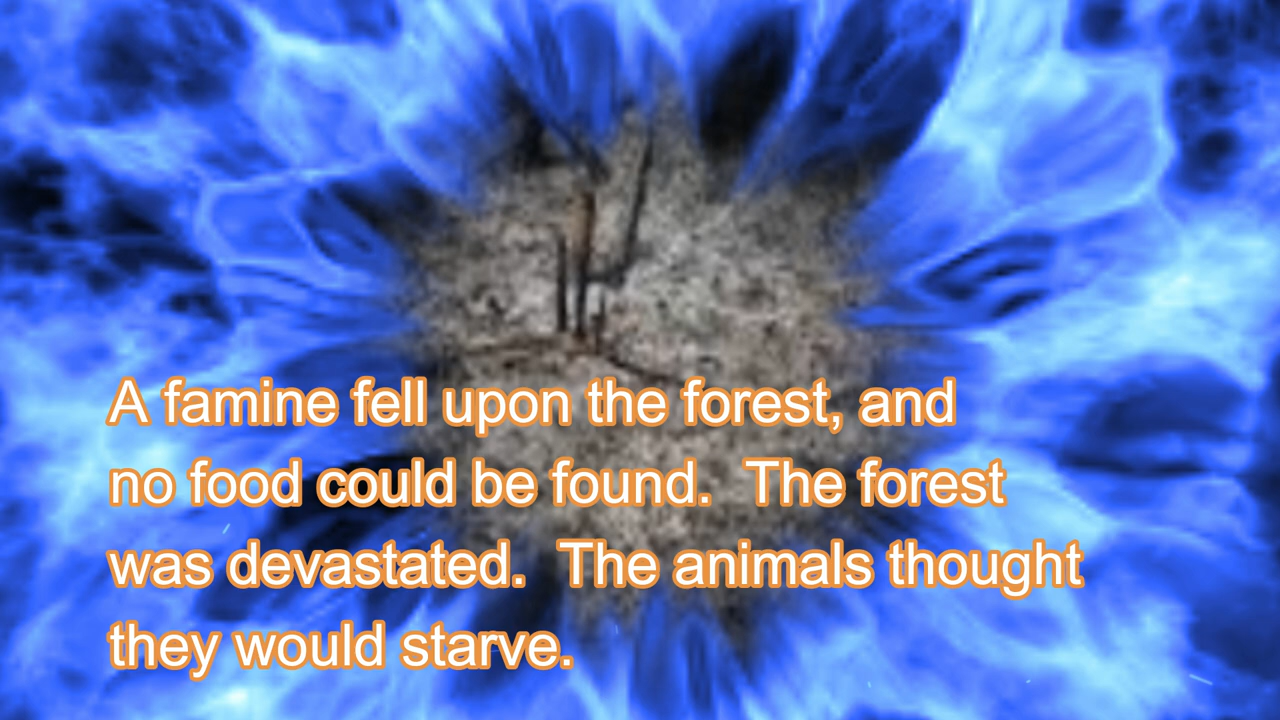 A famine fell upon the forest, and
no food could be found.  The forest
was devastated.  The animals thought
they would starve.